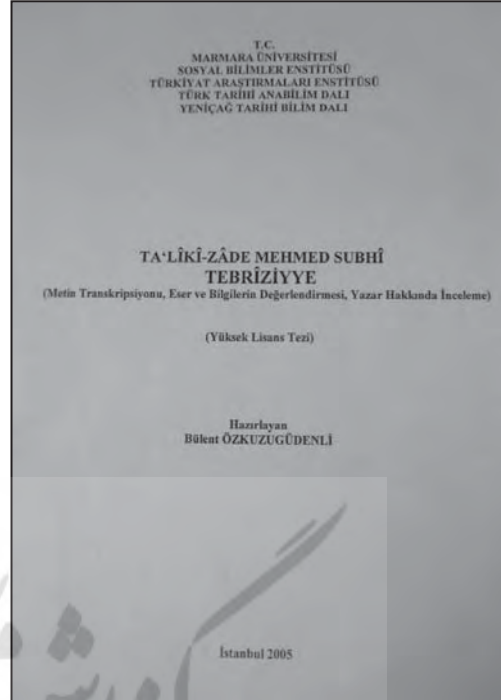 T.C.
MARMARA ÜNİVERSİTESİ
SOSYAL BİLİMLER ENSTİTÜSÜ
TÜRKİYAT ARAŞTIRMALARI ENSTİTÜSÜ
TÜRK TARİHİ ANABİLİM DALI
YENİÇAĞ TARİHİ BİLİM DALI
TA‘LÎKÎ-ZÂDE MEHMED SUBHÎ
TEBRÎZİYYE
(Metin Transkripsiyonu, Eser ve Bilgilerin Değerlendirmesi, Yazar Hakkında İnceleme)
(Yüksek Lisans Tezi)
Hazırlayan
Bülent ÖZKUZUGÜDENLİ
İstanbul 2005